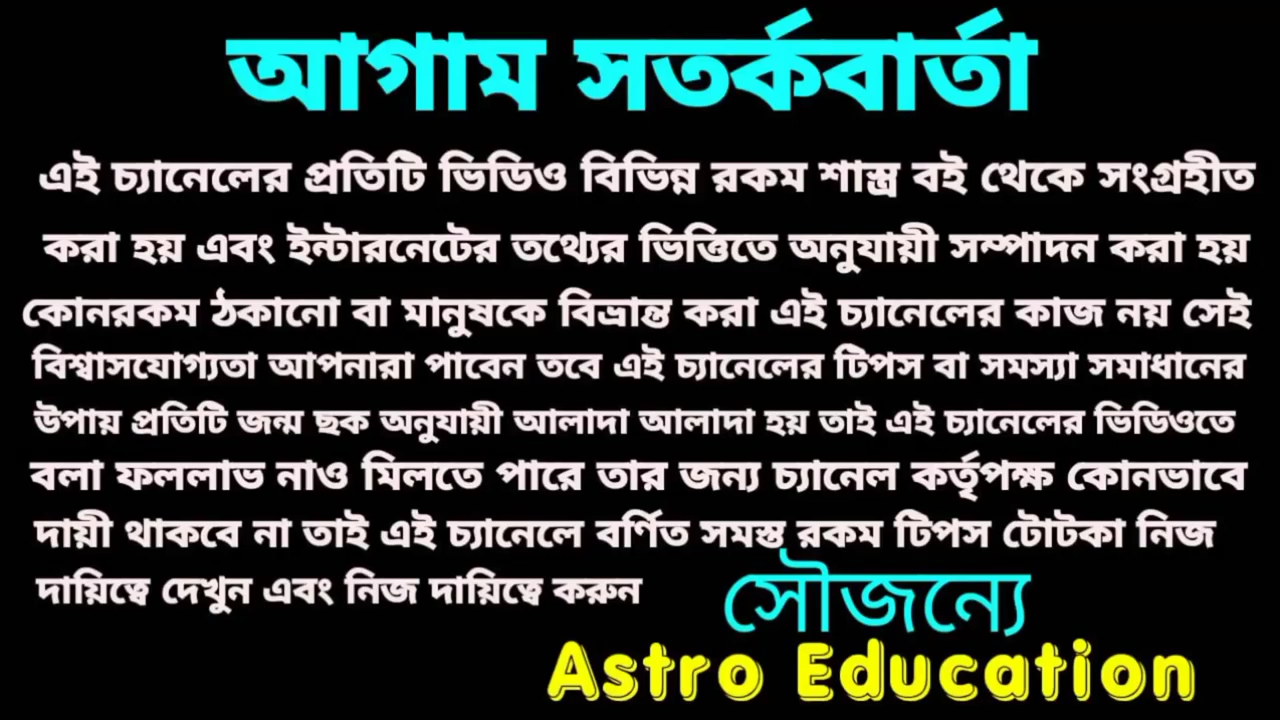 আগাম সতর্কবার্তা
এই চ্যানেলের প্রতিটি ভিডিও বিভিন্ন রকম শাস্ত্র বই থেকে সংগ্রহীত
করা হয় এবং ইন্টারনেটের তথ্যের ভিত্তিতে অনুযায়ী সম্পাদন করা হয়
কোনরকম ঠকানো বা মানুষকে বিভ্রান্ত করা এই চ্যানেলের কাজ নয় সেই
বিশ্বাসযোগ্যতা আপনারা পাবেন তবে এই চ্যানেলের টিপস বা সমস্যা সমাধানের
উপায় প্রতিটি জন্ম ছক অনুযায়ী আলাদা আলাদা হয় তাই এই চ্যানেলের ভিডিওতে
বলা ফললাভ নাও মিলতে পারে তার জন্য চ্যানেল কর্তৃপক্ষ কোনভাবে
দায়ী থাকবে না তাই এই চ্যানেলে বর্ণিত সমস্ত রকম টিপস টোটকা নিজ
দায়িত্বে দেখুন এবং নিজ দায়িত্বে করুন
সৌজন্যে
Astro Education